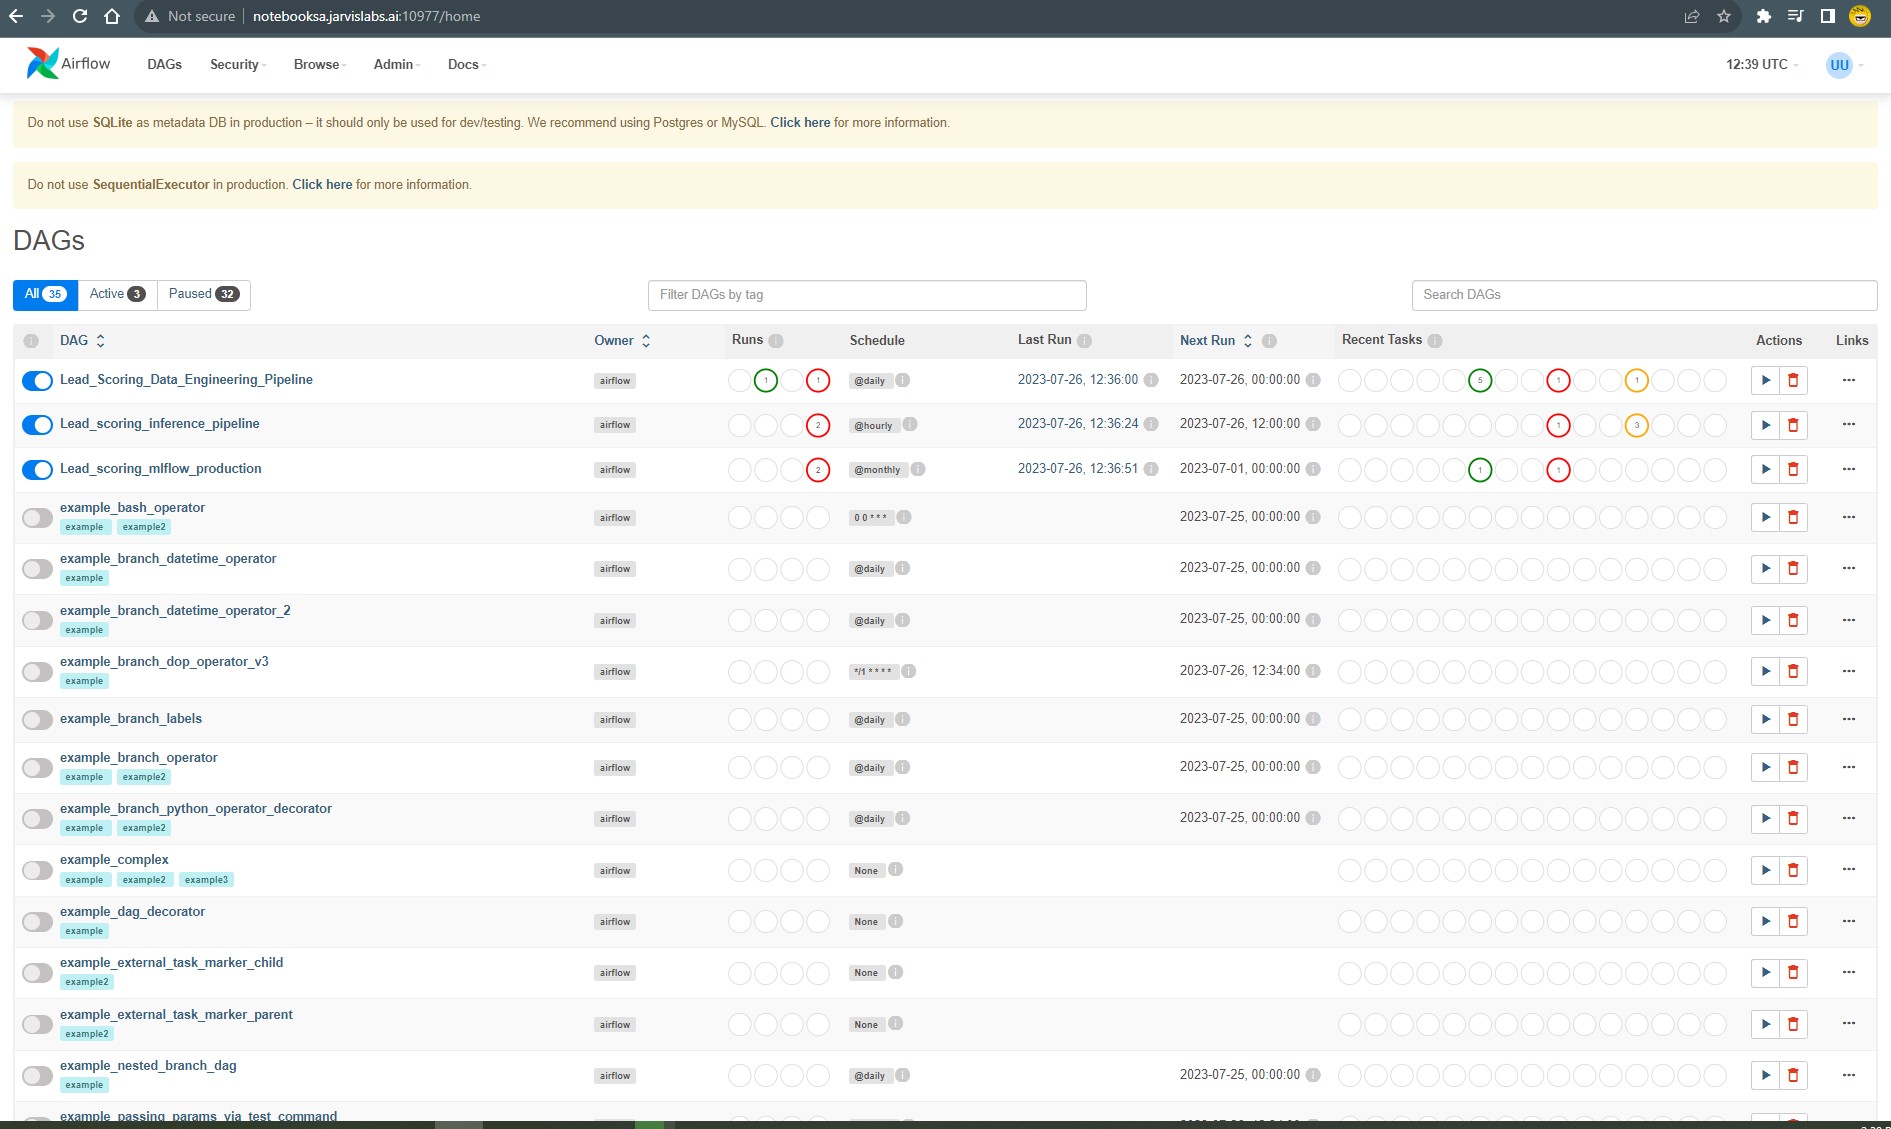 Not secure | notebooksa.jarvislabs.ai:10977/home
Airflow DAGs Security Browse Admin Docs 12:39 UTC UU
Do not use SQLite as metadata DB in production – it should only be used for dev/testing. We recommend using Postgres or MySQL. Click here for more information.
Do not use SequentialExecutor in production. Click here for more information.
DAGs
All 35 Active 3 Paused 32 Filter DAGs by tag Search DAGs
DAG Owner Runs Schedule Last Run Next Run Recent Tasks Actions Links
Lead_Scoring_Data_Engineering_Pipeline airflow 1 1 @daily 2023-07-26, 12:36:00 2023-07-26, 00:00:00 5 1 1
Lead_scoring_inference_pipeline airflow 2 @hourly 2023-07-26, 12:36:24 2023-07-26, 12:00:00 1 3
Lead_scoring_mlflow_production airflow 2 @monthly 2023-07-26, 12:36:51 2023-07-01, 00:00:00 1 1
example_bash_operator airflow 0 0 * * * 2023-07-25, 00:00:00
example example2
example_branch_datetime_operator airflow @daily 2023-07-25, 00:00:00
example
example_branch_datetime_operator_2 airflow @daily 2023-07-25, 00:00:00
example
example_branch_dop_operator_v3 airflow */1 * * * * 2023-07-26, 12:34:00
example
example_branch_labels airflow @daily 2023-07-25, 00:00:00
example_branch_operator airflow @daily 2023-07-25, 00:00:00
example example2
example_branch_python_operator_decorator airflow @daily 2023-07-25, 00:00:00
example example2
example_complex airflow None
example example2 example3
example_dag_decorator airflow None
example
example_external_task_marker_child airflow None
example2
example_external_task_marker_parent airflow None
example2
example_nested_branch_dag airflow @daily 2023-07-25, 00:00:00
example
example_passing_params_via_test_command